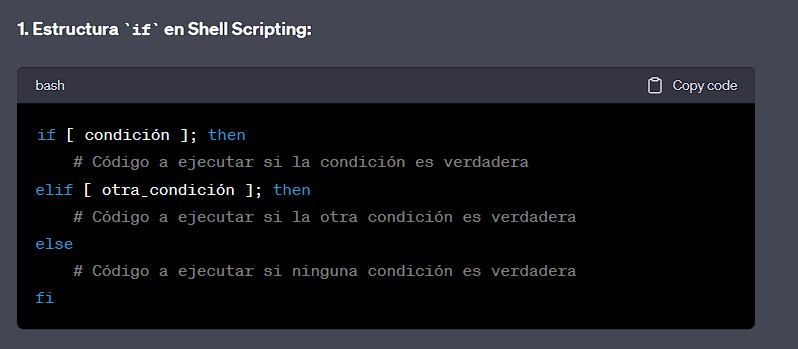 1. Estructura `if` en Shell Scripting:
bash Copy code
if [ condición ]; then
    # Código a ejecutar si la condición es verdadera
elif [ otra_condición ]; then
    # Código a ejecutar si la otra condición es verdadera
else
    # Código a ejecutar si ninguna condición es verdadera
fi